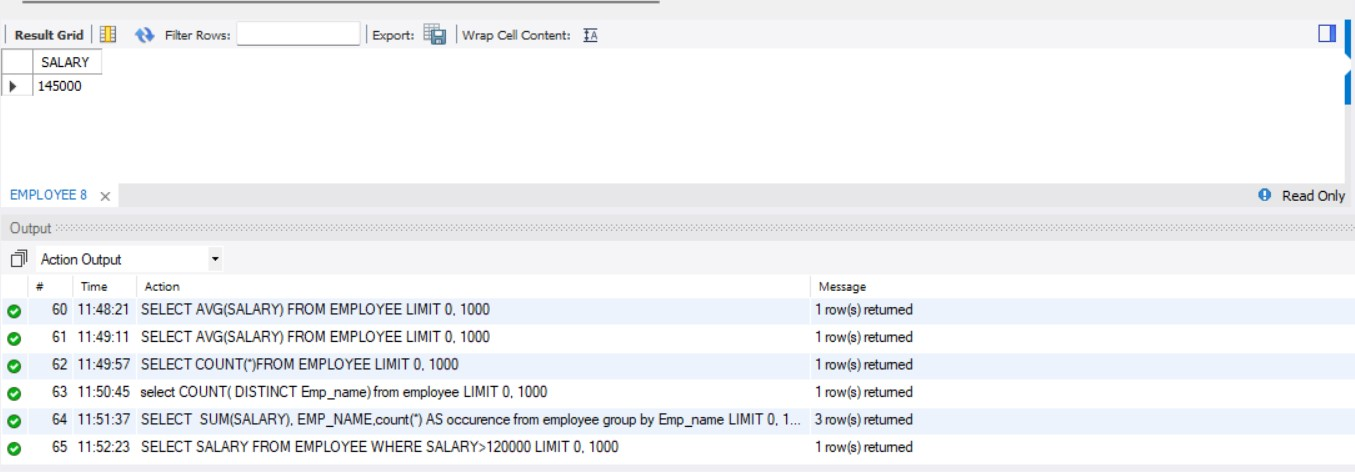 Result Grid Filter Rows: Export: Wrap Cell Content: IA
SALARY
145000
EMPLOYEE 8 × Read Only
Output
Action Output
# Time Action Message
60 11:48:21 SELECT AVG(SALARY) FROM EMPLOYEE LIMIT 0, 1000 1 row(s) returned
61 11:49:11 SELECT AVG(SALARY) FROM EMPLOYEE LIMIT 0, 1000 1 row(s) returned
62 11:49:57 SELECT COUNT(*)FROM EMPLOYEE LIMIT 0, 1000 1 row(s) returned
63 11:50:45 select COUNT( DISTINCT Emp_name) from employee LIMIT 0, 1000 1 row(s) returned
64 11:51:37 SELECT  SUM(SALARY), EMP_NAME,count(*) AS occurence from employee group by Emp_name LIMIT 0, 1... 3 row(s) returned
65 11:52:23 SELECT SALARY FROM EMPLOYEE WHERE SALARY>120000 LIMIT 0, 1000 1 row(s) returned